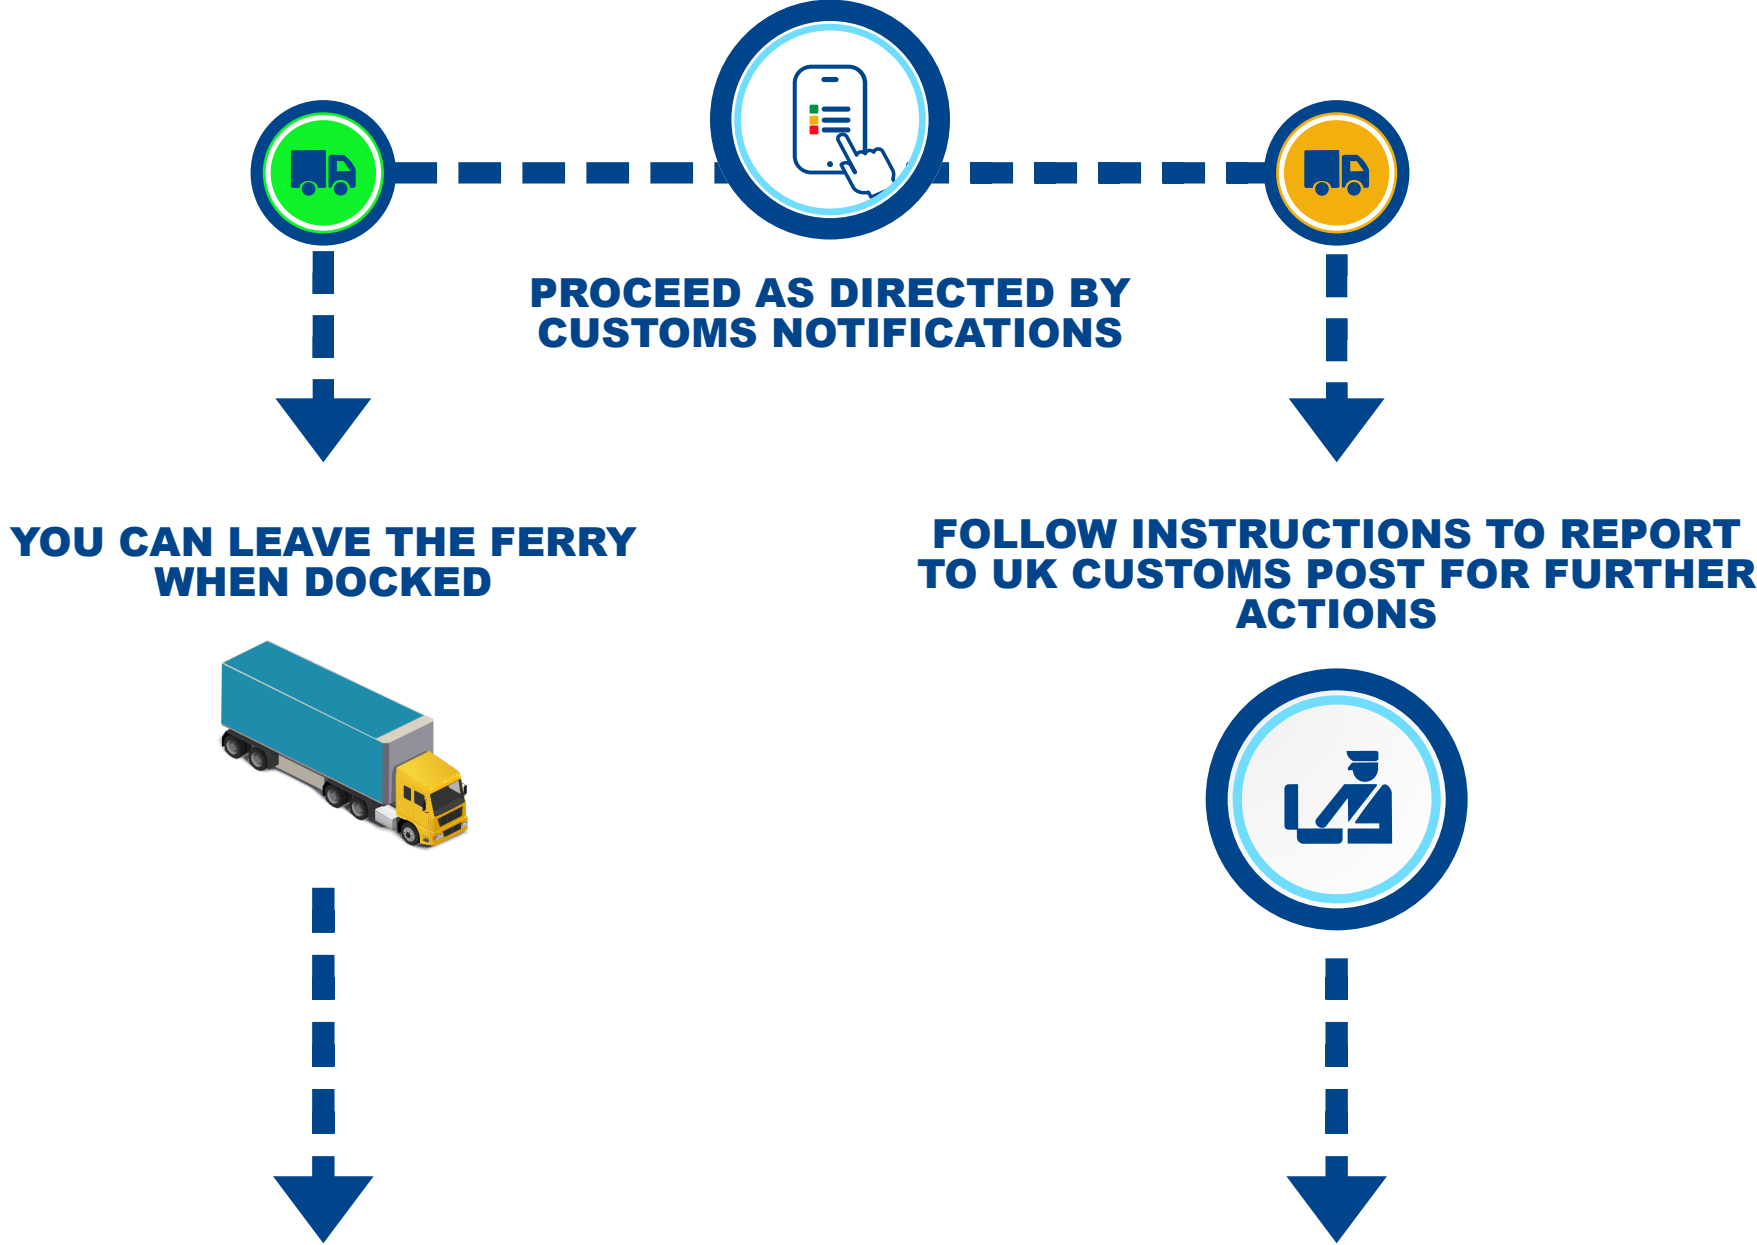 PROCEED AS DIRECTED BY
CUSTOMS NOTIFICATIONS
YOU CAN LEAVE THE FERRY
WHEN DOCKED
FOLLOW INSTRUCTIONS TO REPORT
TO UK CUSTOMS POST FOR FURTHER
ACTIONS